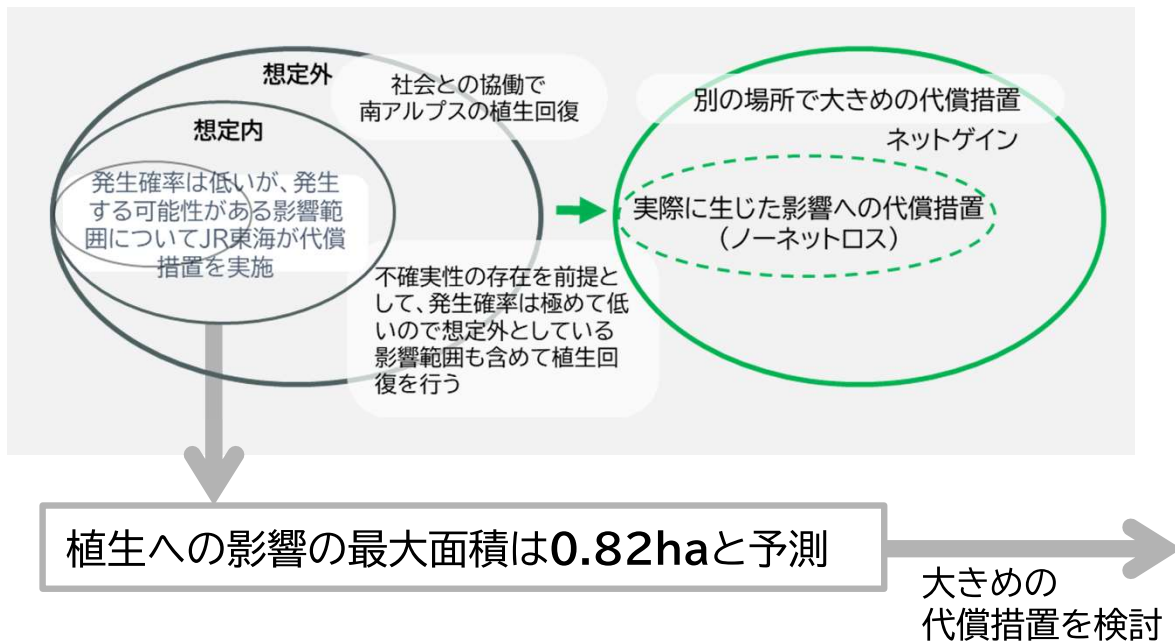 想定外
社会との協働で
南アルプスの植生回復
想定内
発生確率は低いが、発生
する可能性がある影響範
囲についてJR東海が代償
措置を実施
不確実性の存在を前提と
して、発生確率は極めて低
いので想定外としている
影響範囲も含めて植生回
復を行う
別の場所で大きめの代償措置
ネットゲイン
実際に生じた影響への代償措置
（ノーネットロス）
植生への影響の最大面積は0.82haと予測
大きめの
代償措置を検討